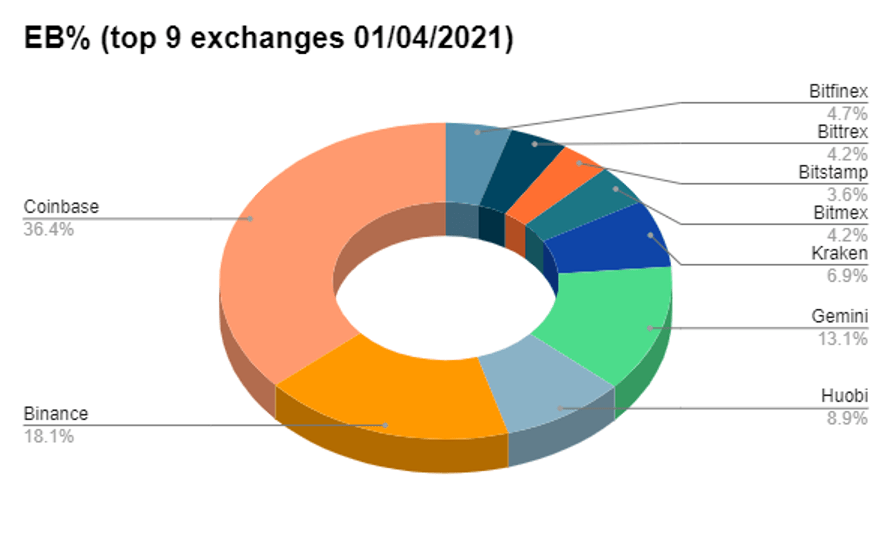 EB% (top 9 exchanges 01/04/2021)
Bitfinex
4.7%
Bittrex
4.2%
Bitstamp
3.6%
Bitmex
4.2%
Kraken
6.9%
Gemini
13.1%
Huobi
8.9%
Coinbase
36.4%
Binance
18.1%